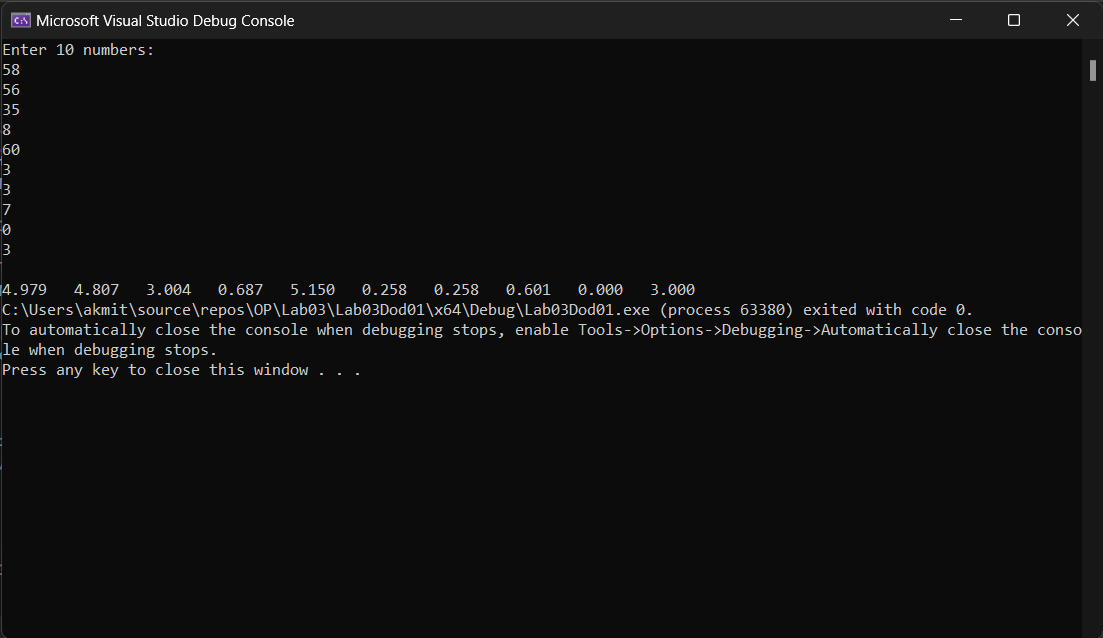 Microsoft Visual Studio Debug Console
Enter 10 numbers:
58
56
35
8
60
3
3
7
0
3
4.979   4.807   3.004   0.687   5.150   0.258   0.258   0.601   0.000   3.000
C:\Users\akmit\source\repos\OP\Lab03\Lab03Dod01\x64\Debug\Lab03Dod01.exe (process 63380) exited with code 0.
To automatically close the console when debugging stops, enable Tools->Options->Debugging->Automatically close the conso
le when debugging stops.
Press any key to close this window . . .